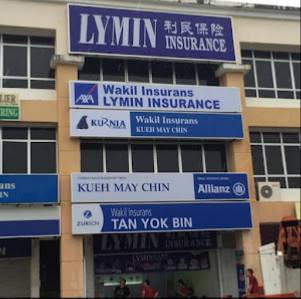 LYMIN 利民保险 INSURANCE
AXA Wakil Insurans
LYMIN INSURANCE
KURNIA Wakil Insurans
KUEH MAY CHIN
KUEH MAY CHIN Allianz
ZURICH Wakil Insurans
TAN YOK BIN
LYMIN